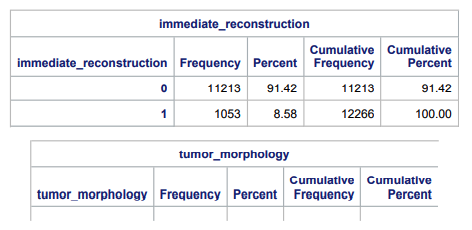 immediate_reconstruction
immediate_reconstruction Frequency Percent Cumulative Frequency Cumulative Percent
0 11213 91.42 11213 91.42
1 1053 8.58 12266 100.00
tumor_morphology
tumor_morphology Frequency Percent Cumulative Frequency Cumulative Percent